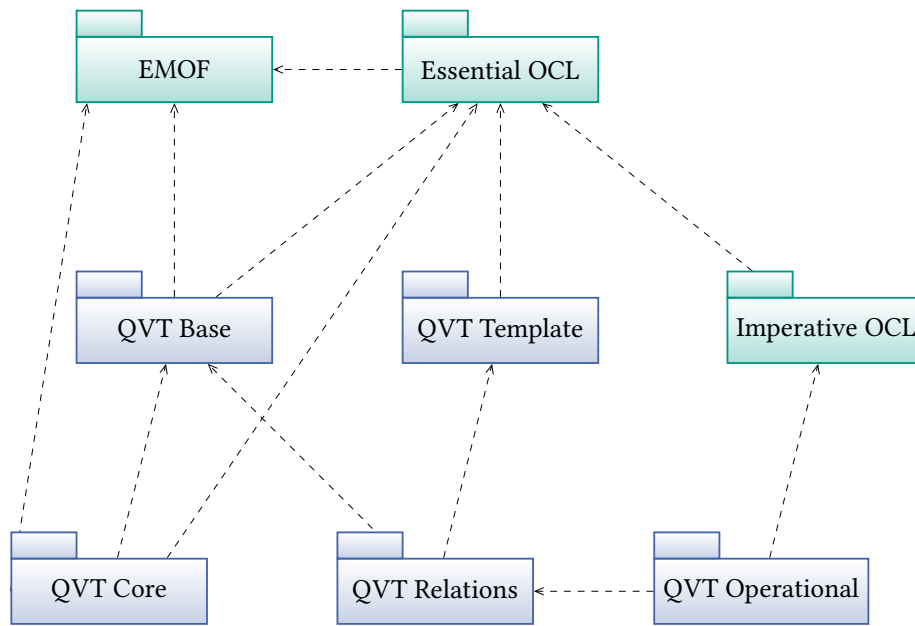 EMOF
Essential OCL
QVT Base
QVT Template
Imperative OCL
QVT Core
QVT Relations
QVT Operational